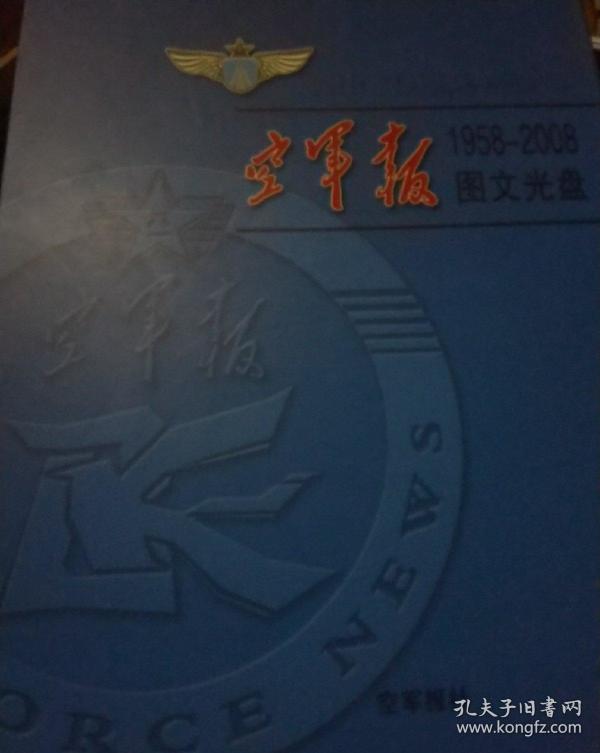 空军报
1958-2008
图文光盘
空军报
FORCE NEWS
空军报社
孔夫子旧书网
www.kongfz.com